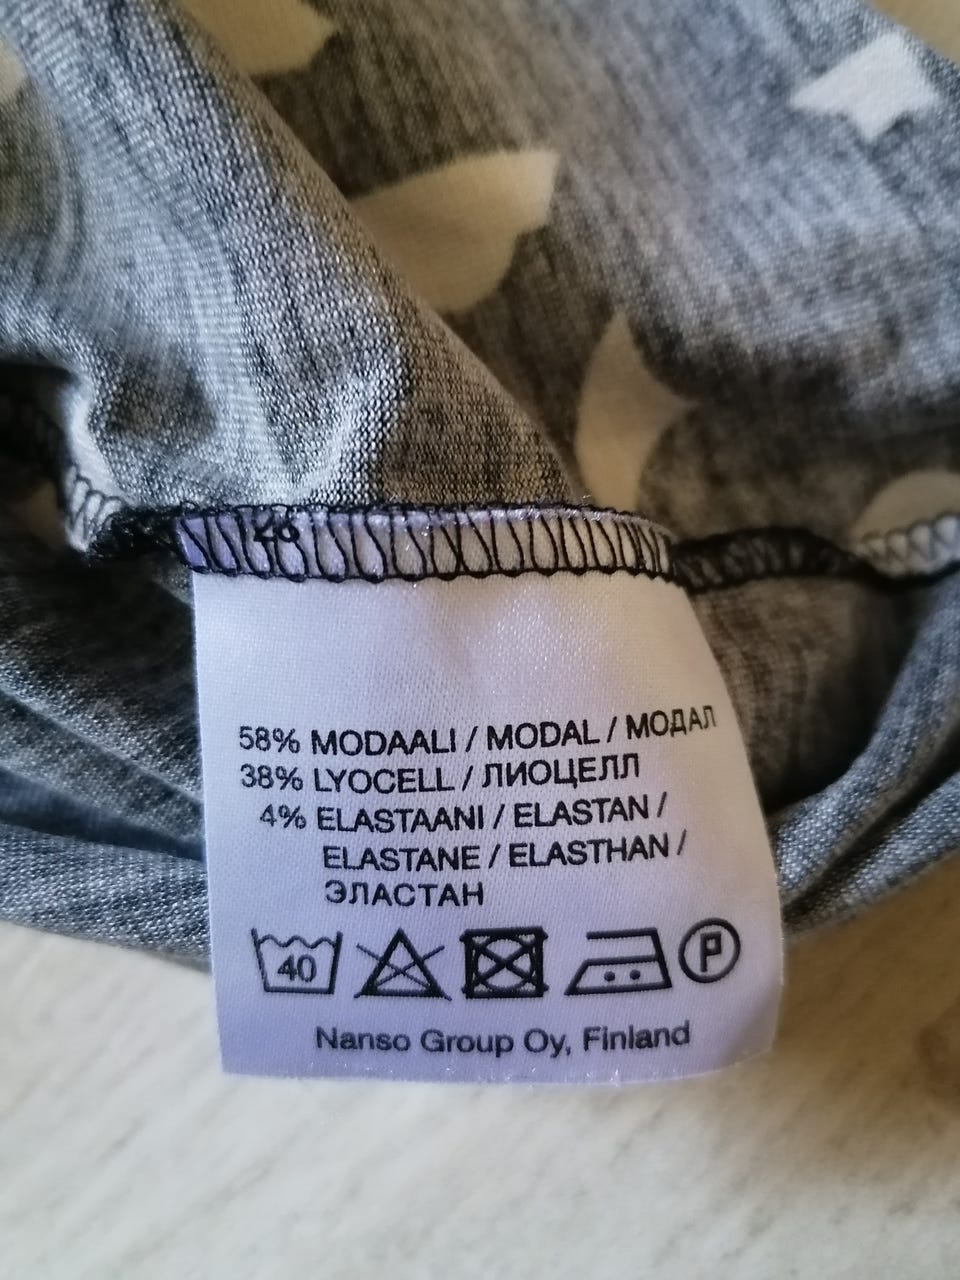 58% MODAALI / MODAL / МОДАЛ
38% LYOCELL / ЛИОЦЕЛЛ
4% ELASTAANI / ELASTAN /
ELASTANE / ELASTHAN /
ЭЛАСТАН
40 P
Nanso Group Oy, Finland